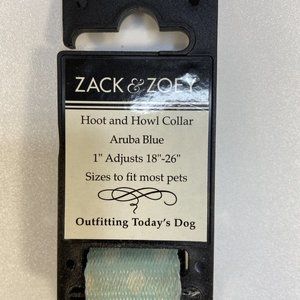 ZACK & ZOEY
Hoot and Howl Collar
Aruba Blue
1" Adjusts 18"-26"
Sizes to fit most pets
Outfitting Today's Dog